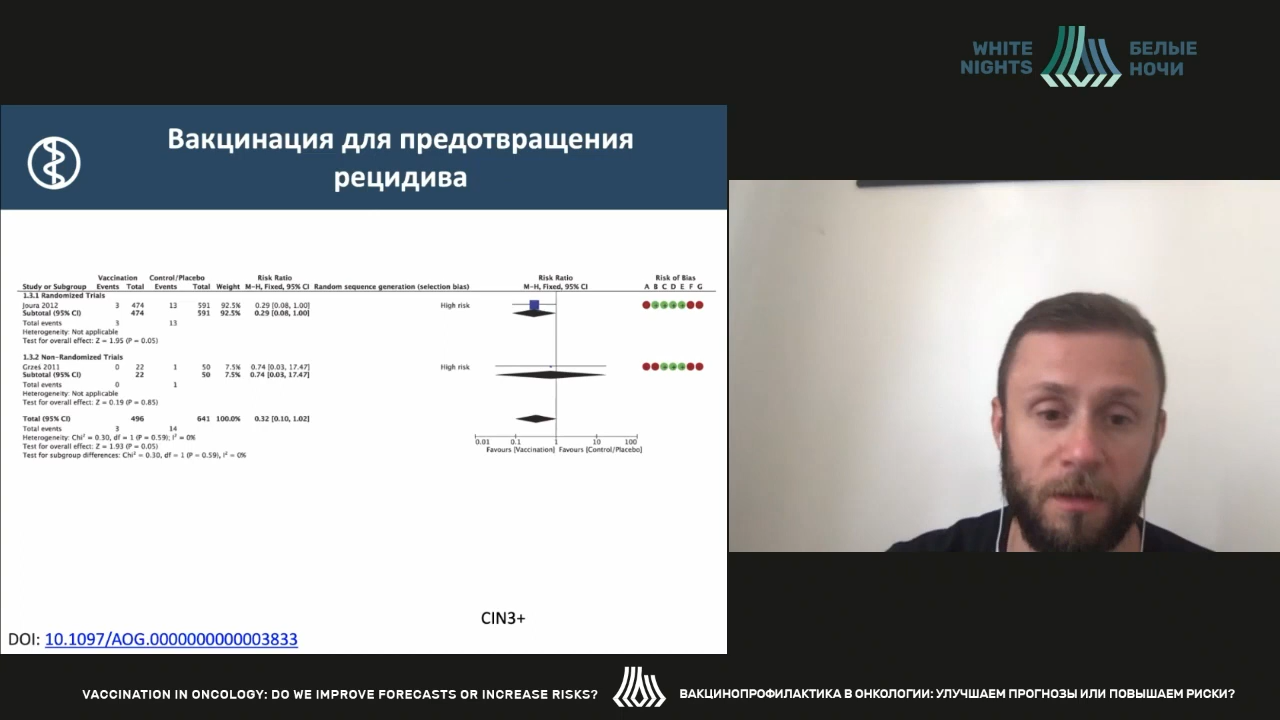 WHITE NIGHTS
БЕЛЫЕ НОЧИ
Вакцинация для предотвращения
рецидива
Vaccination Control/Placebo Risk Ratio Risk Ratio Risk of Bias
Study or Subgroup Events Total Events Total Weight M-H, Fixed, 95% CI Random sequence generation (selection bias) M-H, Fixed, 95% CI A B C D E F G
1.3.1 Randomized Trials
Joura 2012 3 474 13 591 92.5% 0.29 [0.08, 1.00] High risk
Subtotal (95% CI) 474 591 92.5% 0.29 [0.08, 1.00]
Total events 3 13
Heterogeneity: Not applicable
Test for overall effect: Z = 1.95 (P = 0.05)
1.3.2 Non-Randomized Trials
Grześ 2011 0 22 1 50 7.5% 0.74 [0.03, 17.47] High risk
Subtotal (95% CI) 22 50 7.5% 0.74 [0.03, 17.47]
Total events 0 1
Heterogeneity: Not applicable
Test for overall effect: Z = 0.19 (P = 0.85)
Total (95% CI) 496 641 100.0% 0.32 [0.10, 1.02]
Total events 3 14
Heterogeneity: Chi² = 0.30, df = 1 (P = 0.59); I² = 0%
Test for overall effect: Z = 1.93 (P = 0.05)
Test for subgroup differences: Chi² = 0.30, df = 1 (P = 0.59), I² = 0%
0.01 0.1 1 10 100
Favours [Vaccination] Favours [Control/Placebo]
CIN3+
DOI: 10.1097/AOG.0000000000003833
VACCINATION IN ONCOLOGY: DO WE IMPROVE FORECASTS OR INCREASE RISKS?
ВАКЦИНОПРОФИЛАКТИКА В ОНКОЛОГИИ: УЛУЧШАЕМ ПРОГНОЗЫ ИЛИ ПОВЫШАЕМ РИСКИ?